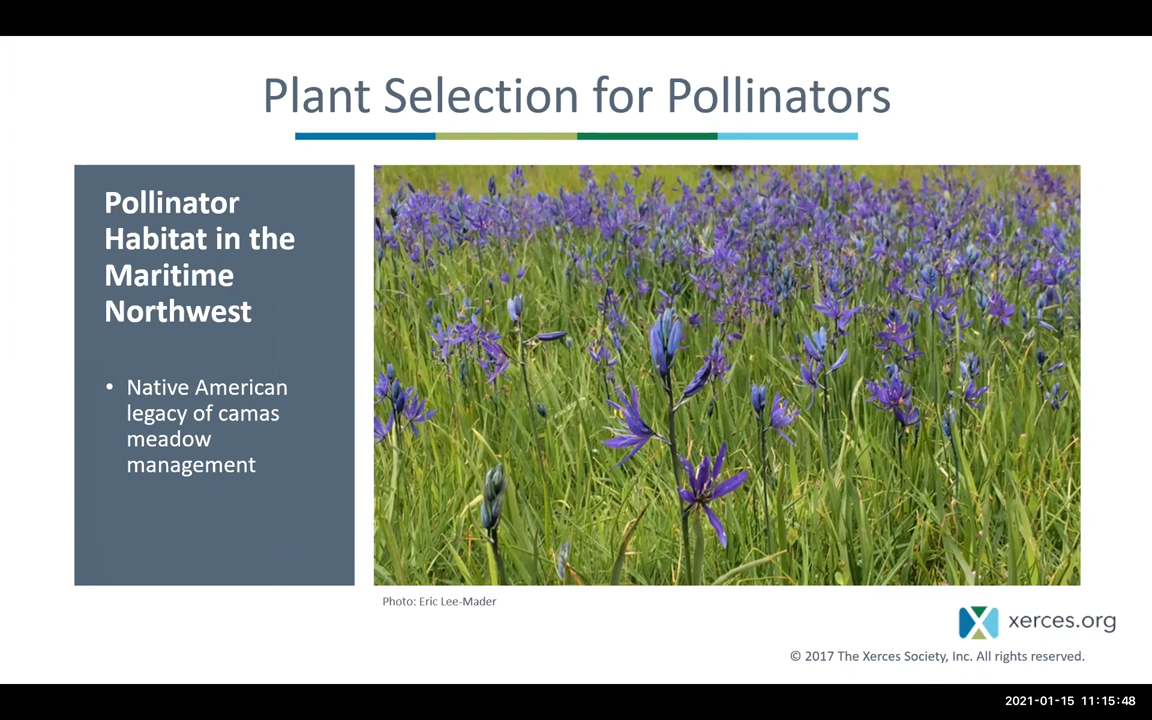 Plant Selection for Pollinators
Pollinator
Habitat in the
Maritime
Northwest
• Native American
legacy of camas
meadow
management
Photo: Eric Lee-Mader
xerces.org
© 2017 The Xerces Society, Inc. All rights reserved.
2021-01-15 11:15:48